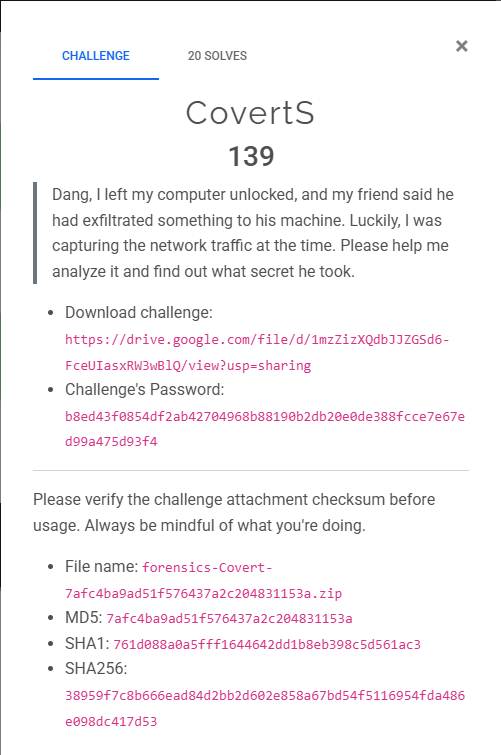 CHALLENGE
20 SOLVES
×
CovertS
139
Dang, I left my computer unlocked, and my friend said he
had exfiltrated something to his machine. Luckily, I was
capturing the network traffic at the time. Please help me
analyze it and find out what secret he took.
• Download challenge:
https://drive.google.com/file/d/1mzZizXQdbJJZGSd6-
FceUIasxRW3wBlQ/view?usp=sharing
• Challenge's Password:
b8ed43f0854df2ab42704968b88190b2db20e0de388fcce7e67e
d99a475d93f4
Please verify the challenge attachment checksum before
usage. Always be mindful of what you're doing.
• File name: forensics-Covert-
7afc4ba9ad51f576437a2c204831153a.zip
• MD5: 7afc4ba9ad51f576437a2c204831153a
• SHA1: 761d088a0a5fff1644642dd1b8eb398c5d561ac3
• SHA256:
38959f7c8b666ead84d2bb2d602e858a67bd54f5116954fda486
e098dc417d53